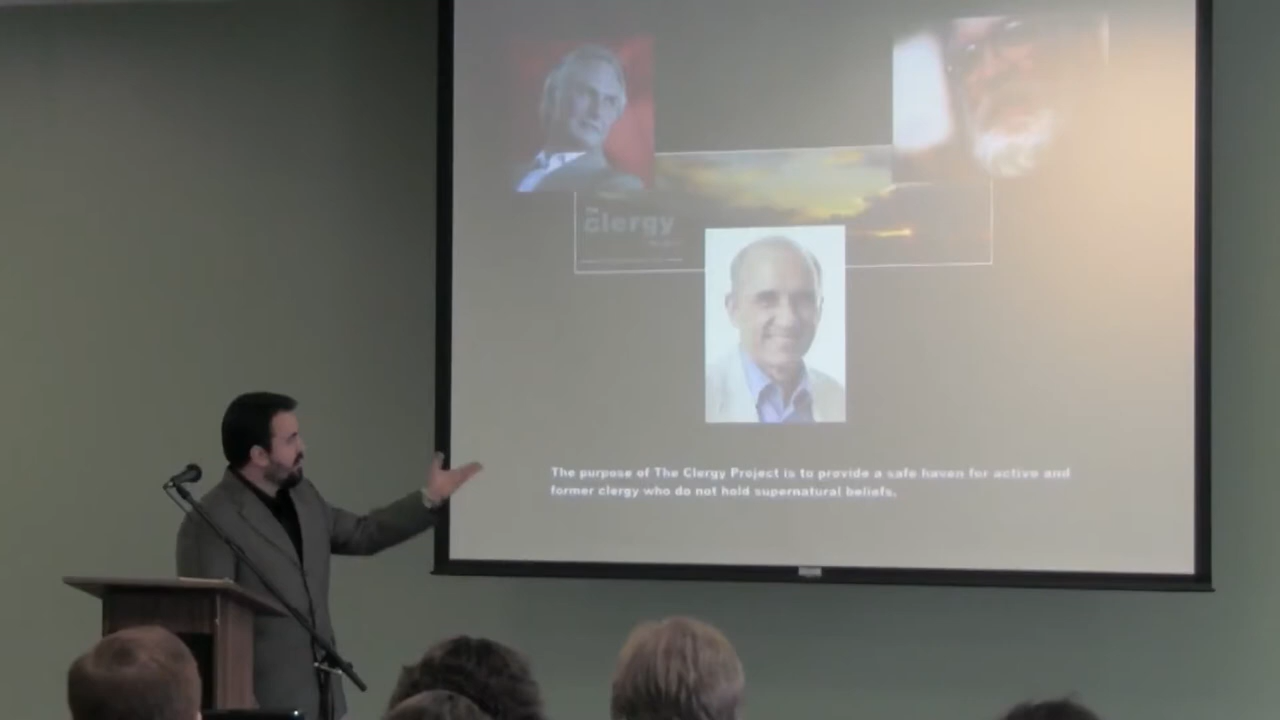 Clergy
The purpose of The Clergy Project is to provide a safe haven for active and
former clergy who do not hold supernatural beliefs.